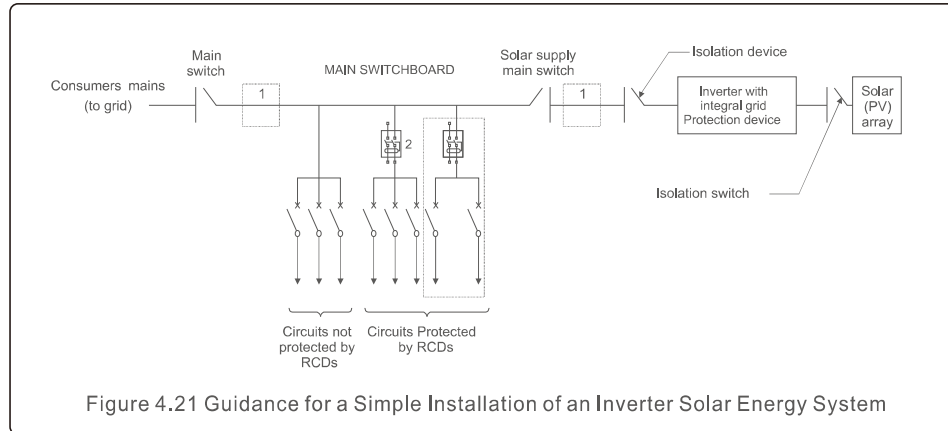 Isolation device
Main
switch
MAIN SWITCHBOARD
Solar supply
main switch
Consumers mains
(to grid)
1
1
Inverter with
integral grid
Protection device
Solar
(PV)
array
2
Isolation switch
Circuits not
protected by
RCDs
Circuits Protected
by RCDs
Figure 4.21 Guidance for a Simple Installation of an Inverter Solar Energy System